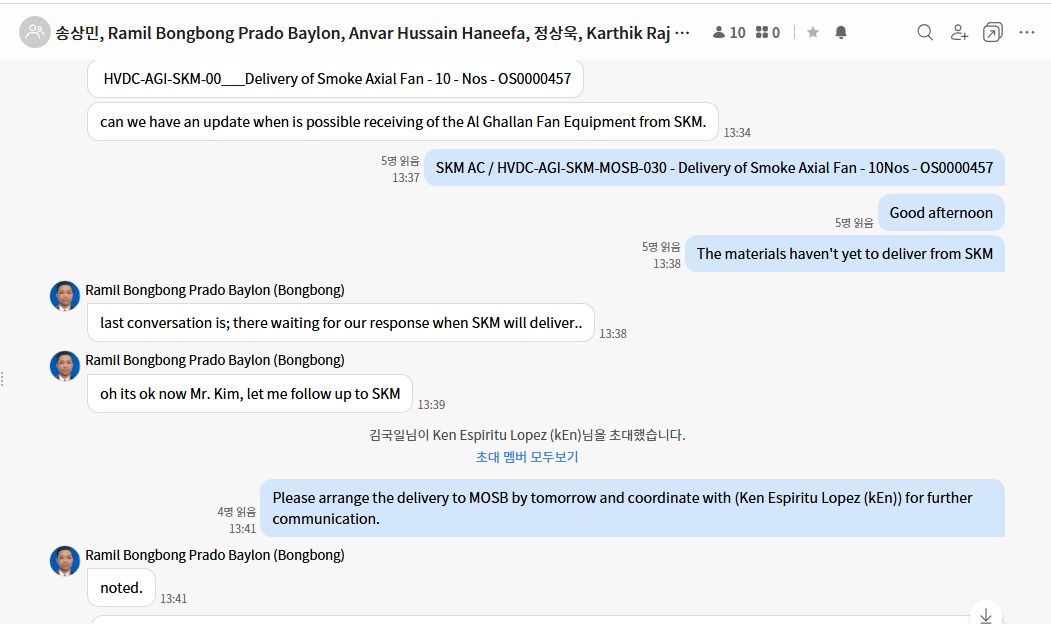 송상민, Ramil Bongbong Prado Baylon, Anvar Hussain Haneefa, 정상욱, Karthik Raj ··· 10 0
HVDC-AGI-SKM-00___Delivery of Smoke Axial Fan - 10 - Nos - OS0000457
can we have an update when is possible receiving of the Al Ghallan Fan Equipment from SKM.
13:34
5명 읽음
13:37
SKM AC / HVDC-AGI-SKM-MOSB-030 - Delivery of Smoke Axial Fan - 10Nos - OS0000457
5명 읽음
Good afternoon
5명 읽음
13:38
The materials haven't yet to deliver from SKM
Ramil Bongbong Prado Baylon (Bongbong)
last conversation is; there waiting for our response when SKM will deliver..
13:38
Ramil Bongbong Prado Baylon (Bongbong)
oh its ok now Mr. Kim, let me follow up to SKM
13:39
김국일님이 Ken Espiritu Lopez (kEn)님을 초대했습니다.
초대 멤버 모두보기
4명 읽음
13:41
Please arrange the delivery to MOSB by tomorrow and coordinate with (Ken Espiritu Lopez (kEn)) for further
communication.
Ramil Bongbong Prado Baylon (Bongbong)
noted.
13:41